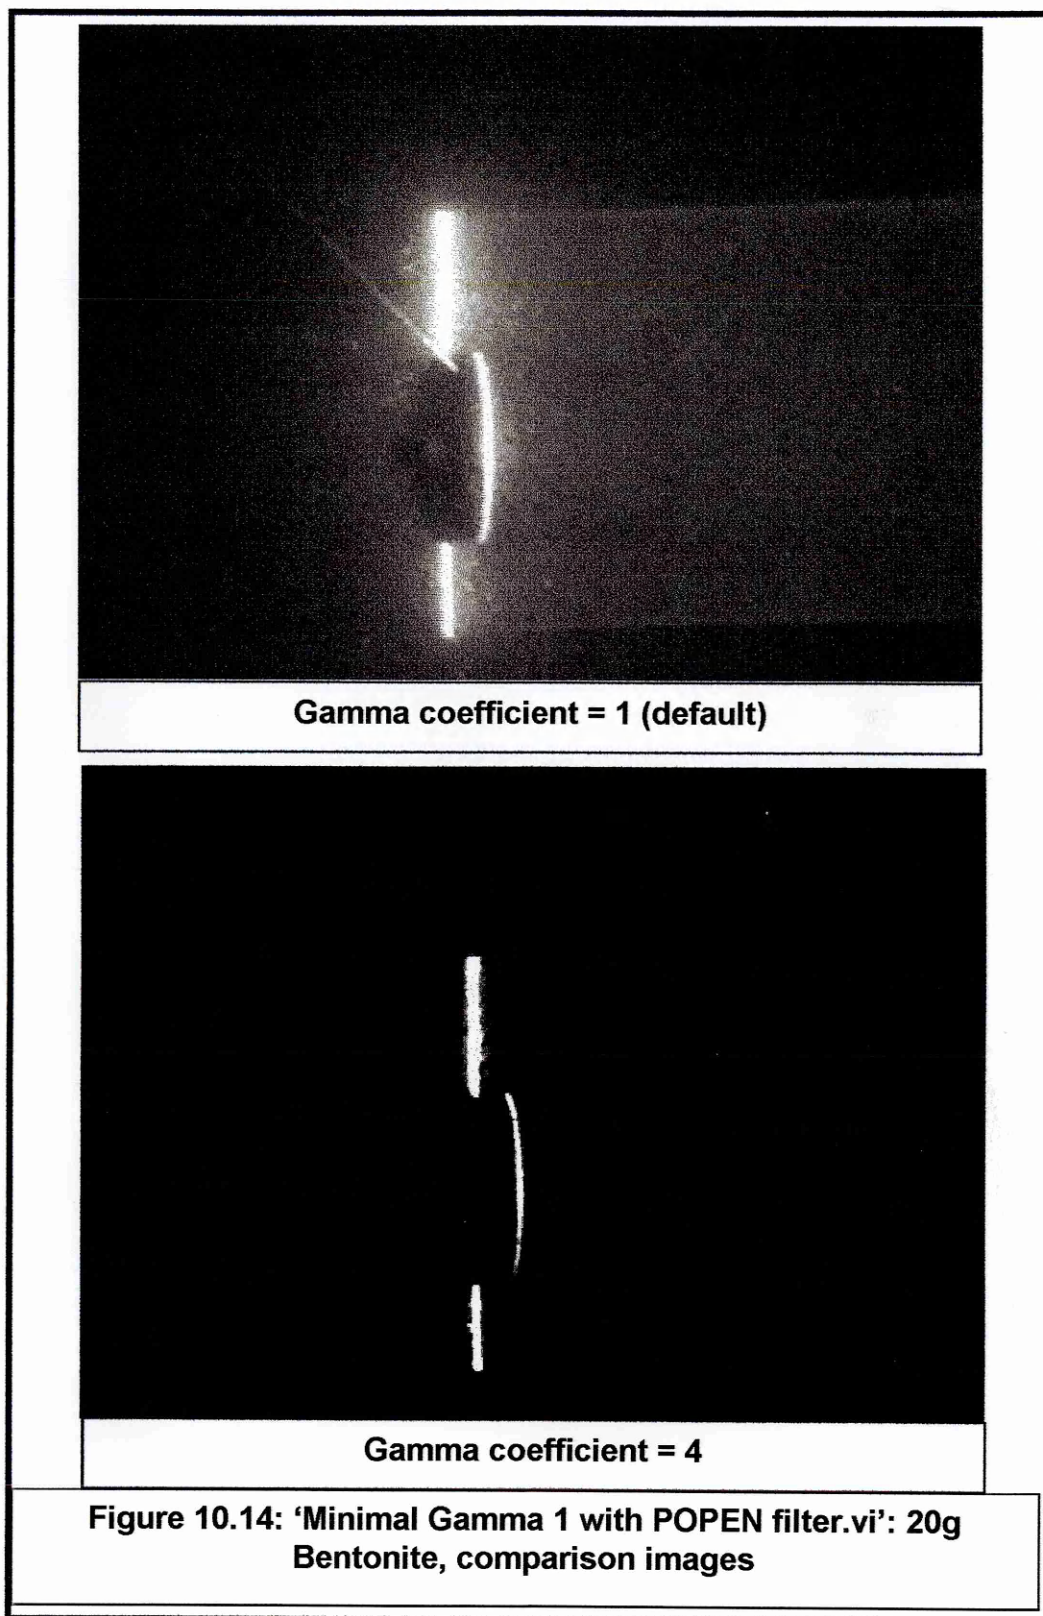 Gamma coefficient = 1 (default)
Gamma coefficient = 4
Figure 10.14: ‘Minimal Gamma 1 with POPEN filter.vi’: 20g
Bentonite, comparison images